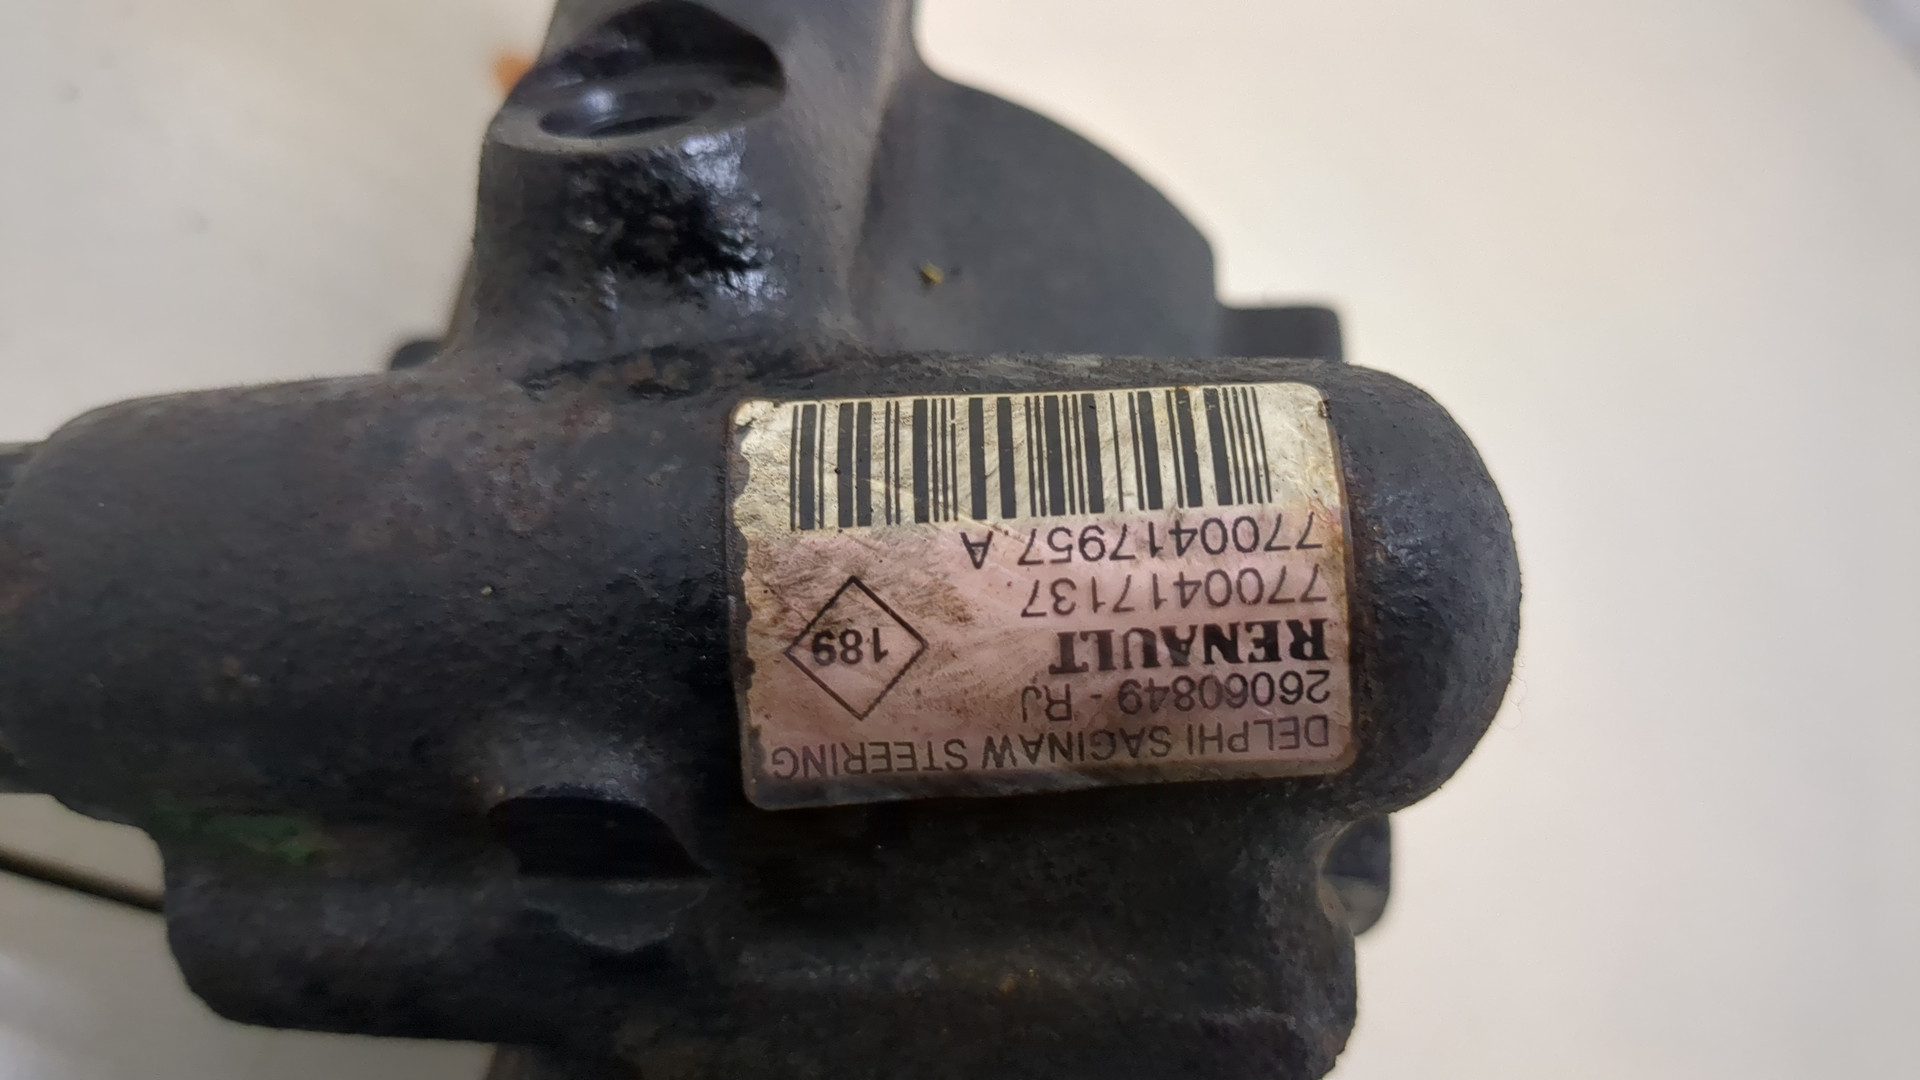 DELPHI SAGINAW STEERING
26060849 - RJ
RENAULT
7700417137.
189
7700417957.A